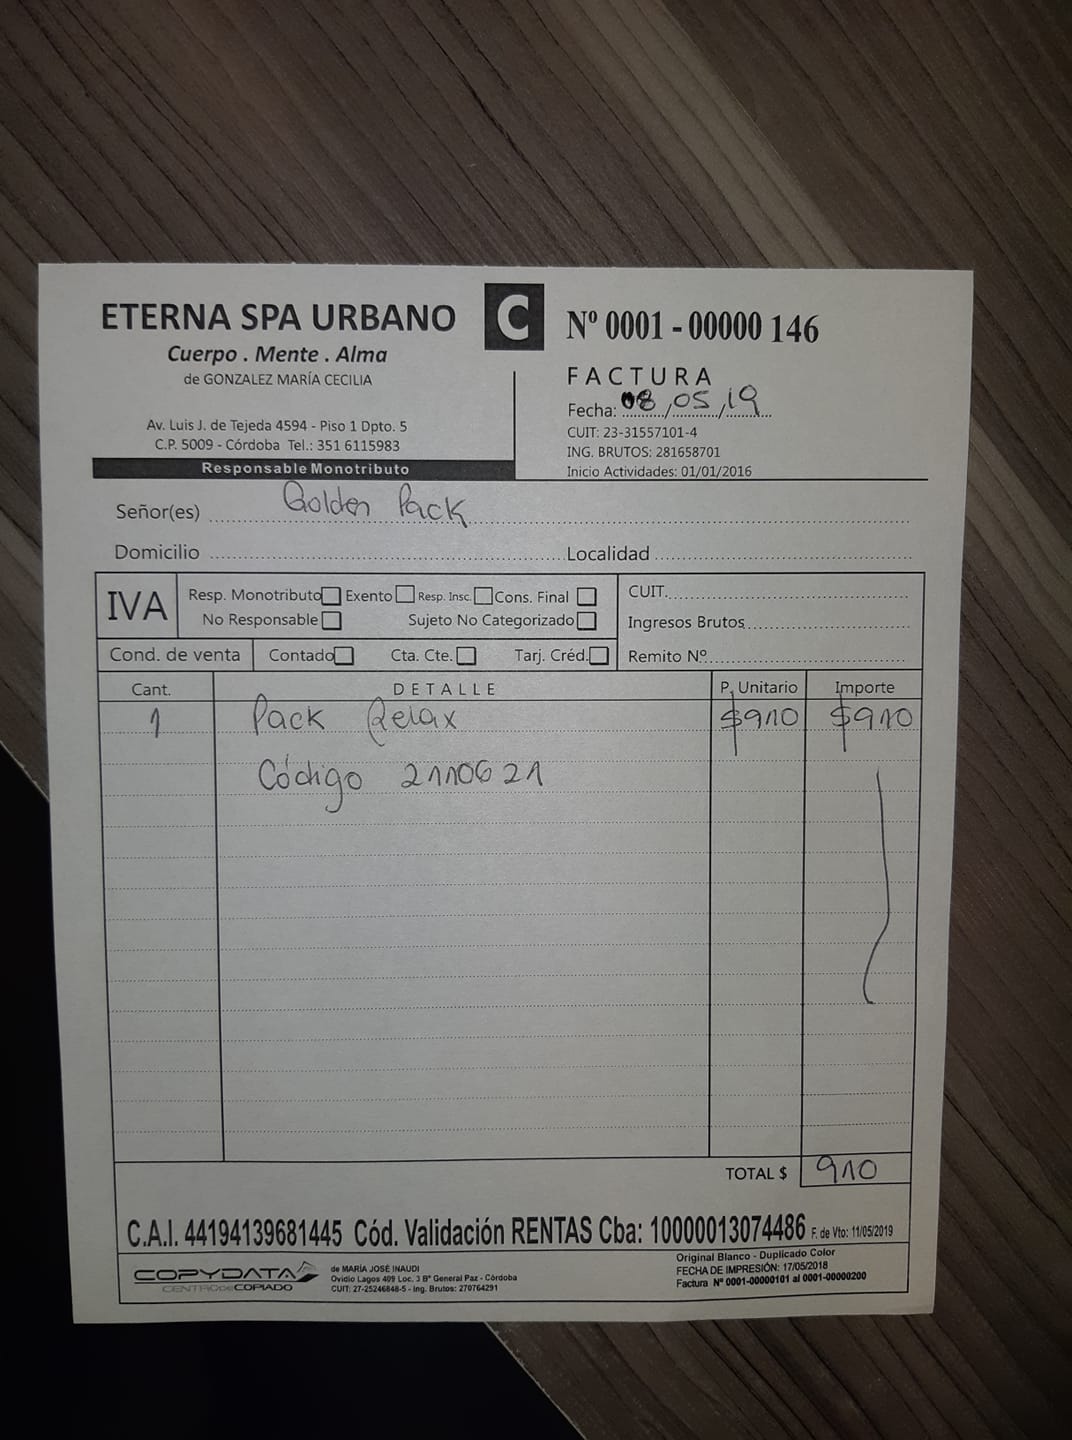 ETERNA SPA URBANO
Cuerpo . Mente . Alma
de GONZALEZ MARÍA CECILIA
Av. Luis J. de Tejeda 4594 - Piso 1 Dpto. 5
C.P. 5009 - Córdoba Tel.: 351 6115983
Responsable Monotributo
C
Nº 0001 - 00000 146
FACTURA
Fecha: 08/05/19
CUIT: 23-31557101-4
ING. BRUTOS: 281658701
Inicio Actividades: 01/01/2016
Señor(es) Golden Pack
Domicilio Localidad
IVA Resp. Monotributo Exento Resp. Insc. Cons. Final
No Responsable Sujeto No Categorizado
CUIT.
Ingresos Brutos
Cond. de venta Contado Cta. Cte. Tarj. Créd. Remito Nº
Cant. DETALLE P. Unitario Importe
1 Pack Relax $910 $910
Código 2110621
TOTAL $ 910
C.A.I. 44194139681445 Cód. Validación RENTAS Cba: 10000013074486 F. de Vto: 11/05/2019
COPYDATA
CENTRO de COPIADO
de MARÍA JOSÉ INAUDI
Ovidio Lagos 409 Loc. 3 Bº General Paz - Córdoba
CUIT: 27-25246848-5 - Ing. Brutos: 270764291
Original Blanco - Duplicado Color
FECHA DE IMPRESIÓN: 17/05/2018
Factura Nº 0001-00000101 al 0001-00000200